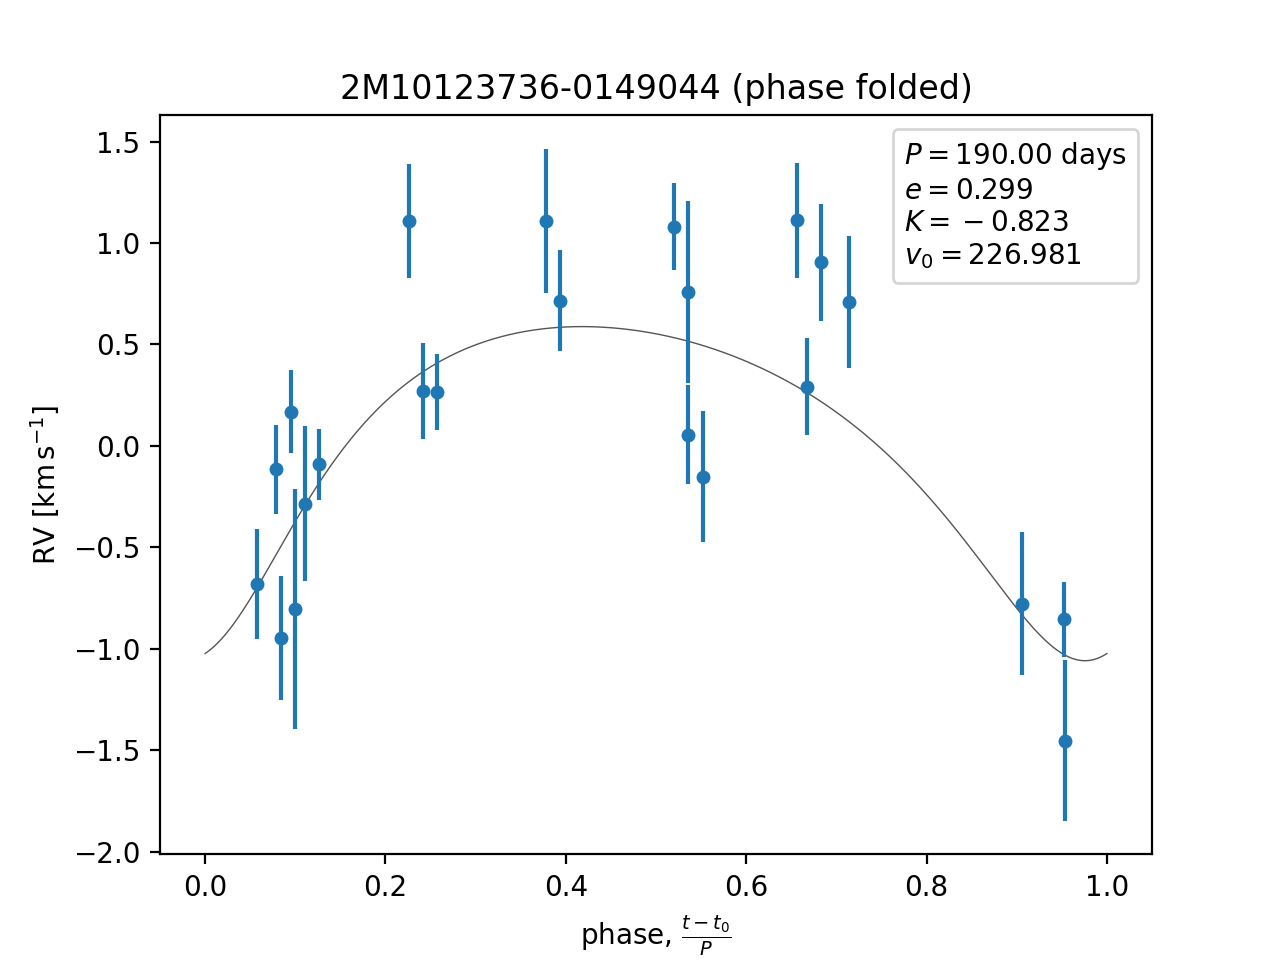 2M10123736-0149044 (phase folded)
P = 190.00 days
e = 0.299
K = −0.823
v₀ = 226.981
RV [km s⁻¹]
1.5
1.0
0.5
0.0
−0.5
−1.0
−1.5
−2.0
0.0 0.2 0.4 0.6 0.8 1.0
phase, (t − t₀)/P